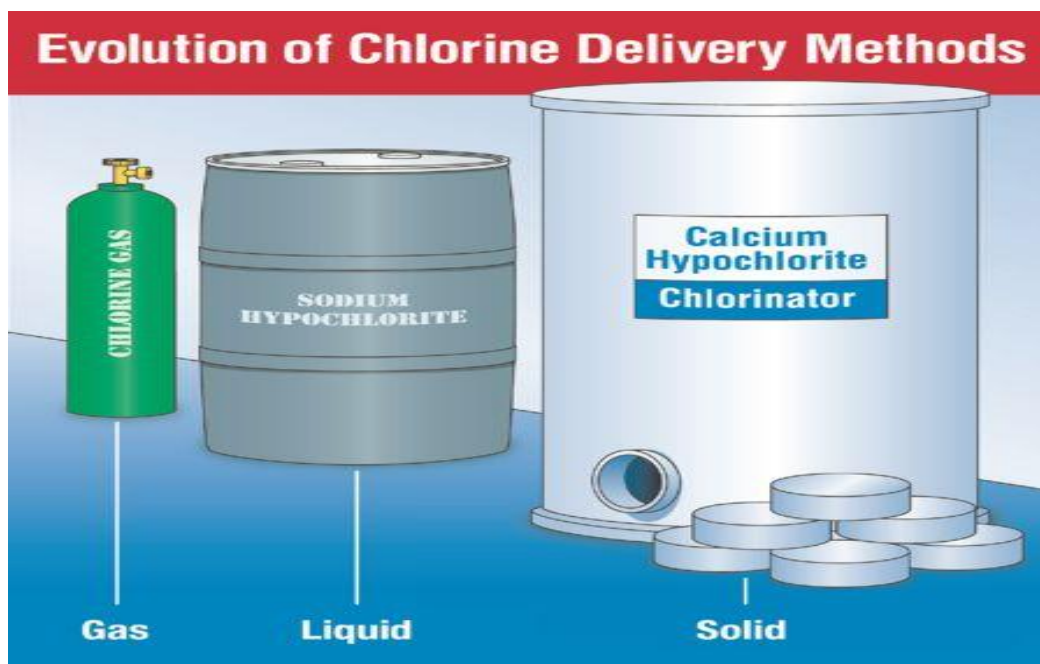 Evolution of Chlorine Delivery Methods
CHLORINE GAS
SODIUM
HYPOCHLORITE
Calcium
Hypochlorite
Chlorinator
Gas
Liquid
Solid